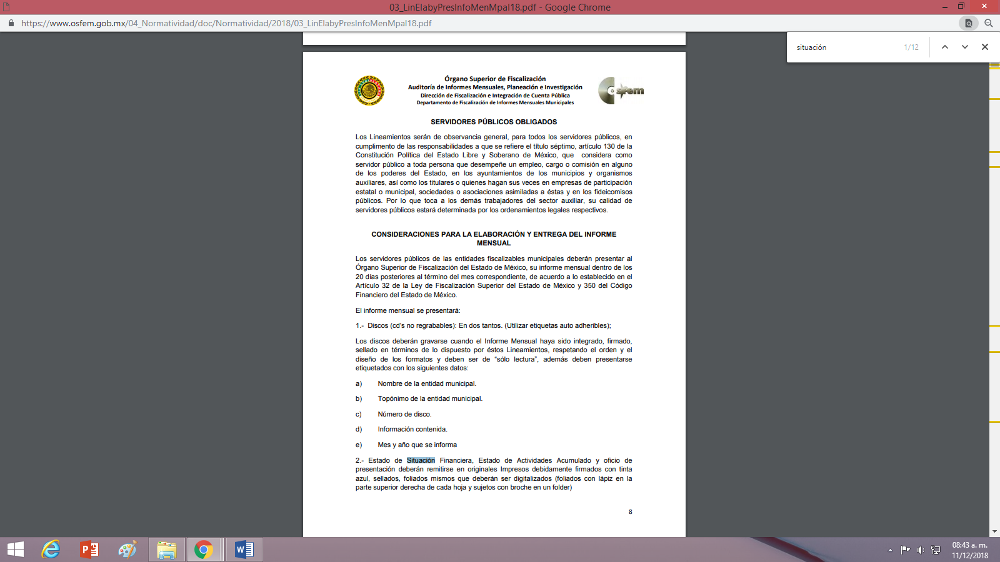 03_LinElabyPresInfoMenMpal18.pdf - Google Chrome
https://www.osfem.gob.mx/04_Normatividad/doc/Normatividad/2018/03_LinElabyPresInfoMenMpal18.pdf
situación 1/12
Órgano Superior de Fiscalización
Auditoría de Informes Mensuales, Planeación e Investigación
Dirección de Fiscalización e Integración de Cuenta Pública
Departamento de Fiscalización de Informes Mensuales Municipales
osfem
SERVIDORES PÚBLICOS OBLIGADOS
Los Lineamientos serán de observancia general, para todos los servidores públicos, en
cumplimento de las responsabilidades a que se refiere el título séptimo, artículo 130 de la
Constitución Política del Estado Libre y Soberano de México, que considera como
servidor público a toda persona que desempeñe un empleo, cargo o comisión en alguno
de los poderes del Estado, en los ayuntamientos de los municipios y organismos
auxiliares, así como los titulares o quienes hagan sus veces en empresas de participación
estatal o municipal, sociedades o asociaciones asimiladas a éstas y en los fideicomisos
públicos. Por lo que toca a los demás trabajadores del sector auxiliar, su calidad de
servidores públicos estará determinada por los ordenamientos legales respectivos.
CONSIDERACIONES PARA LA ELABORACIÓN Y ENTREGA DEL INFORME
MENSUAL
Los servidores públicos de las entidades fiscalizables municipales deberán presentar al
Órgano Superior de Fiscalización del Estado de México, su informe mensual dentro de los
20 días posteriores al término del mes correspondiente, de acuerdo a lo establecido en el
Artículo 32 de la Ley de Fiscalización Superior del Estado de México y 350 del Código
Financiero del Estado de México.
El informe mensual se presentará:
1.- Discos (cd's no regrabables): En dos tantos. (Utilizar etiquetas auto adheribles);
Los discos deberán gravarse cuando el Informe Mensual haya sido integrado, firmado,
sellado en términos de lo dispuesto por éstos Lineamientos, respetando el orden y el
diseño de los formatos y deben ser de “sólo lectura”, además deben presentarse
etiquetados con los siguientes datos:
a) Nombre de la entidad municipal.
b) Topónimo de la entidad municipal.
c) Número de disco.
d) Información contenida.
e) Mes y año que se informa
2.- Estado de Situación Financiera, Estado de Actividades Acumulado y oficio de
presentación deberán remitirse en originales Impresos debidamente firmados con tinta
azul, sellados, foliados mismos que deberán ser digitalizados (foliados con lápiz en la
parte superior derecha de cada hoja y sujetos con broche en un folder)
8
08:43 a. m.
11/12/2018